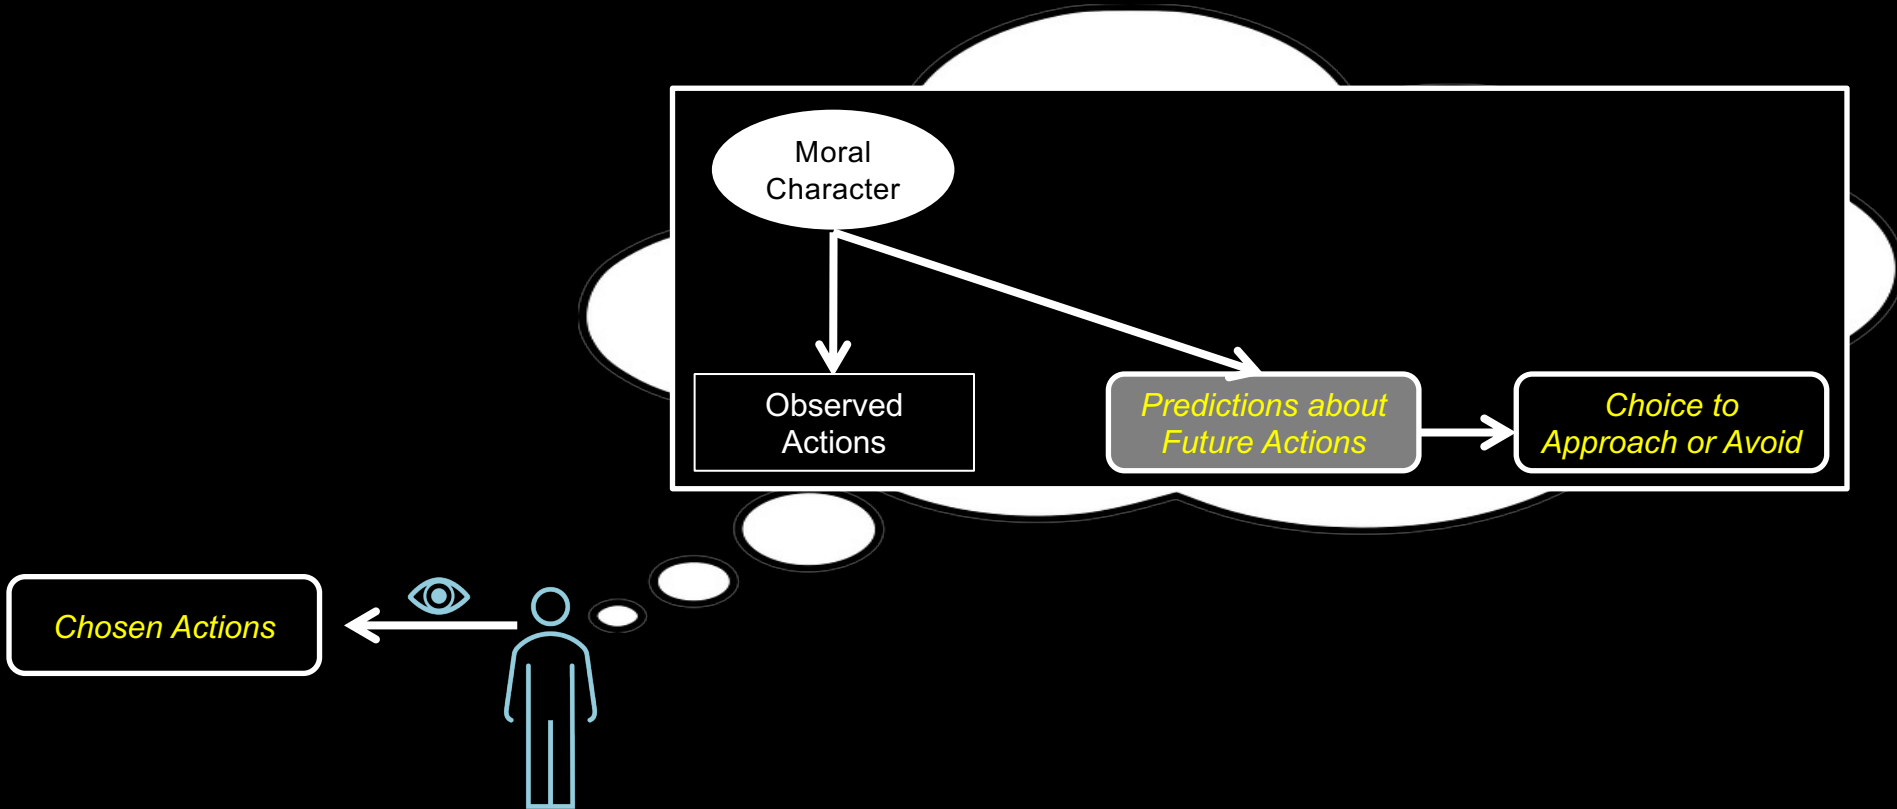 Moral
Character
Observed
Actions
Predictions about
Future Actions
Choice to
Approach or Avoid
Chosen Actions